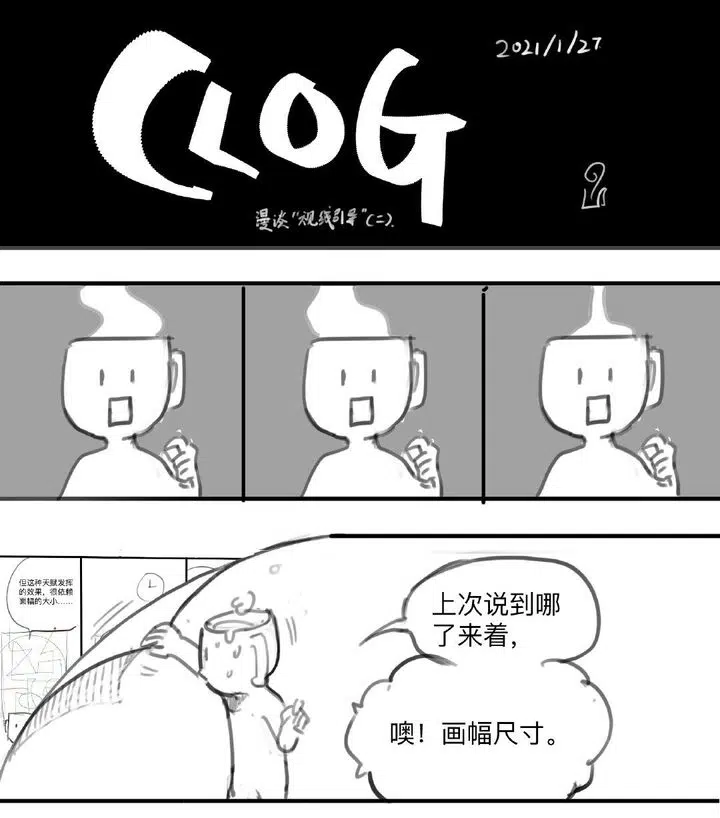 CLOG
2021/1/27
漫谈“视线引导”(二).
但这种天赋发挥
的效果，很依赖
画幅的大小……
上次说到哪
了来着，
噢！画幅尺寸。